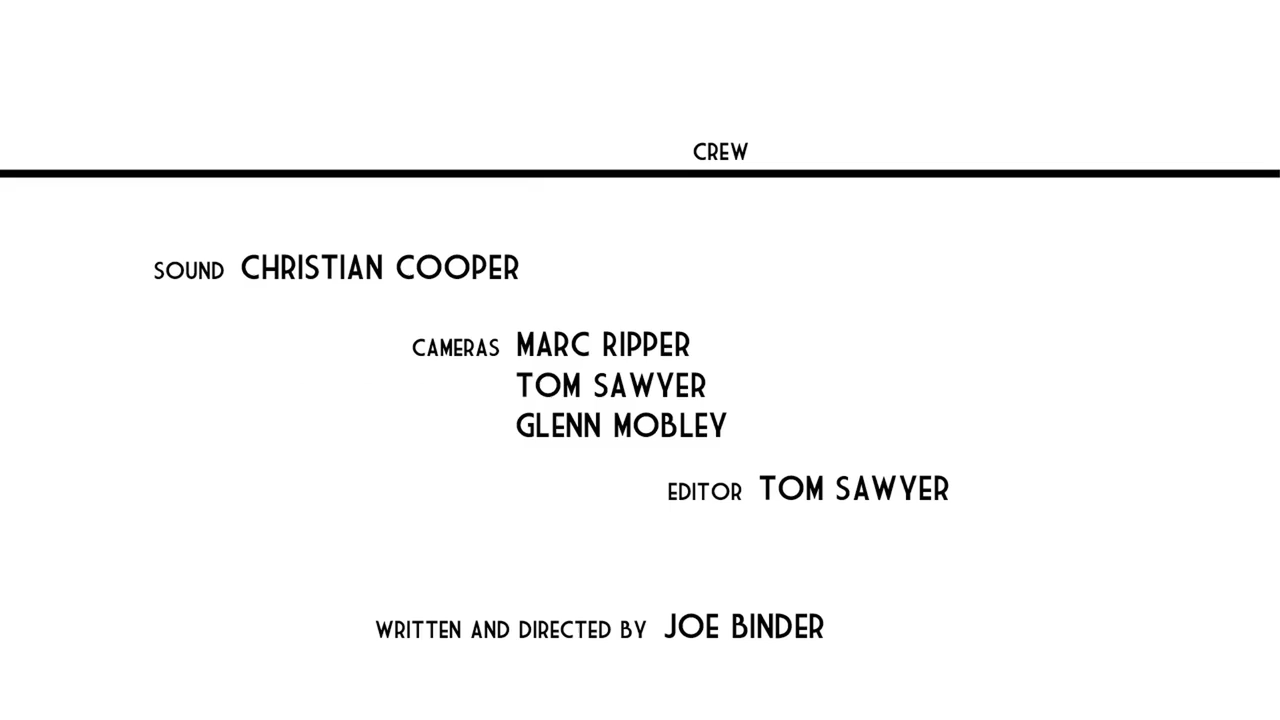 CREW
SOUND CHRISTIAN COOPER
CAMERAS MARC RIPPER
TOM SAWYER
GLENN MOBLEY
EDITOR TOM SAWYER
WRITTEN AND DIRECTED BY JOE BINDER